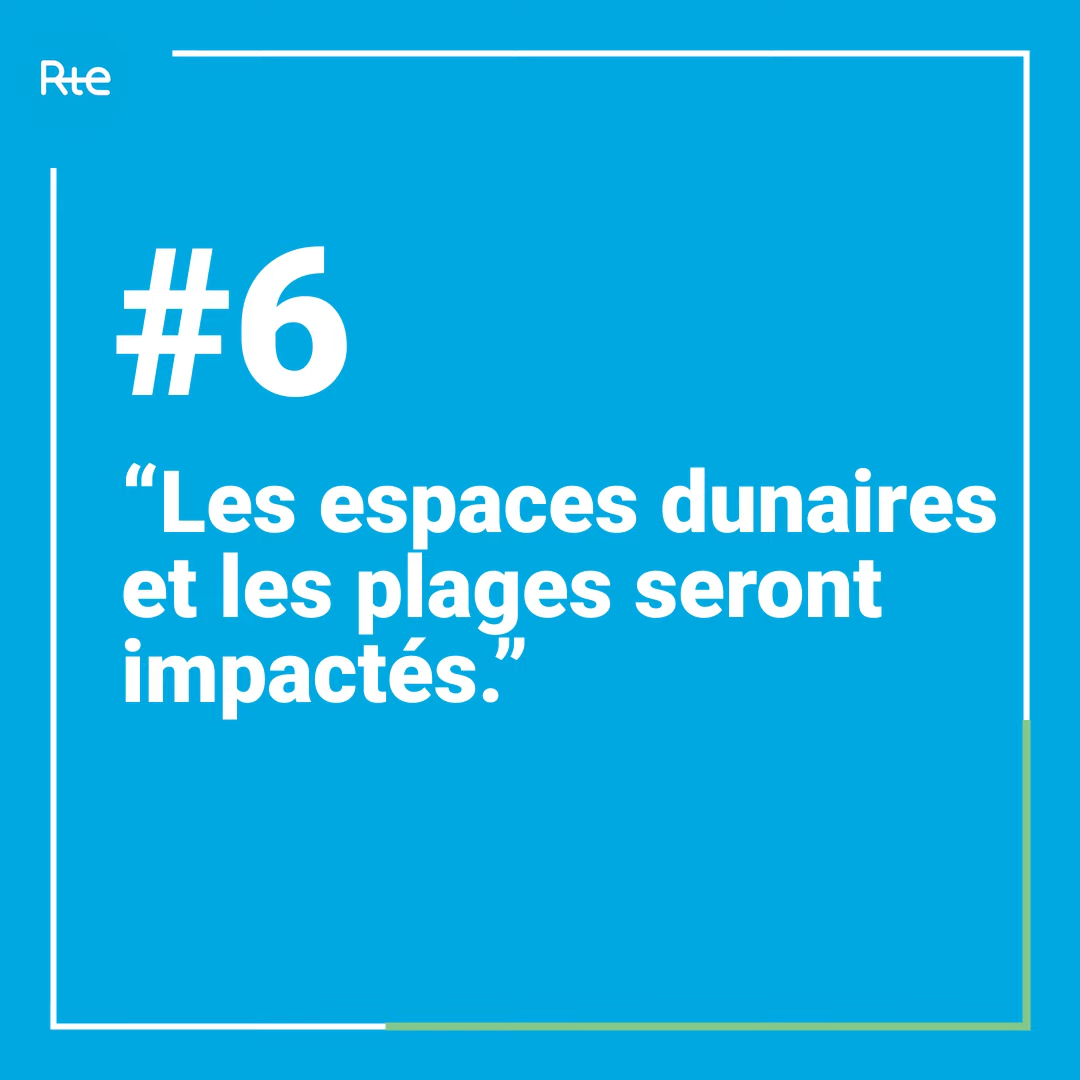 Rte
#6
“Les espaces dunaires
et les plages seront
impactés.”